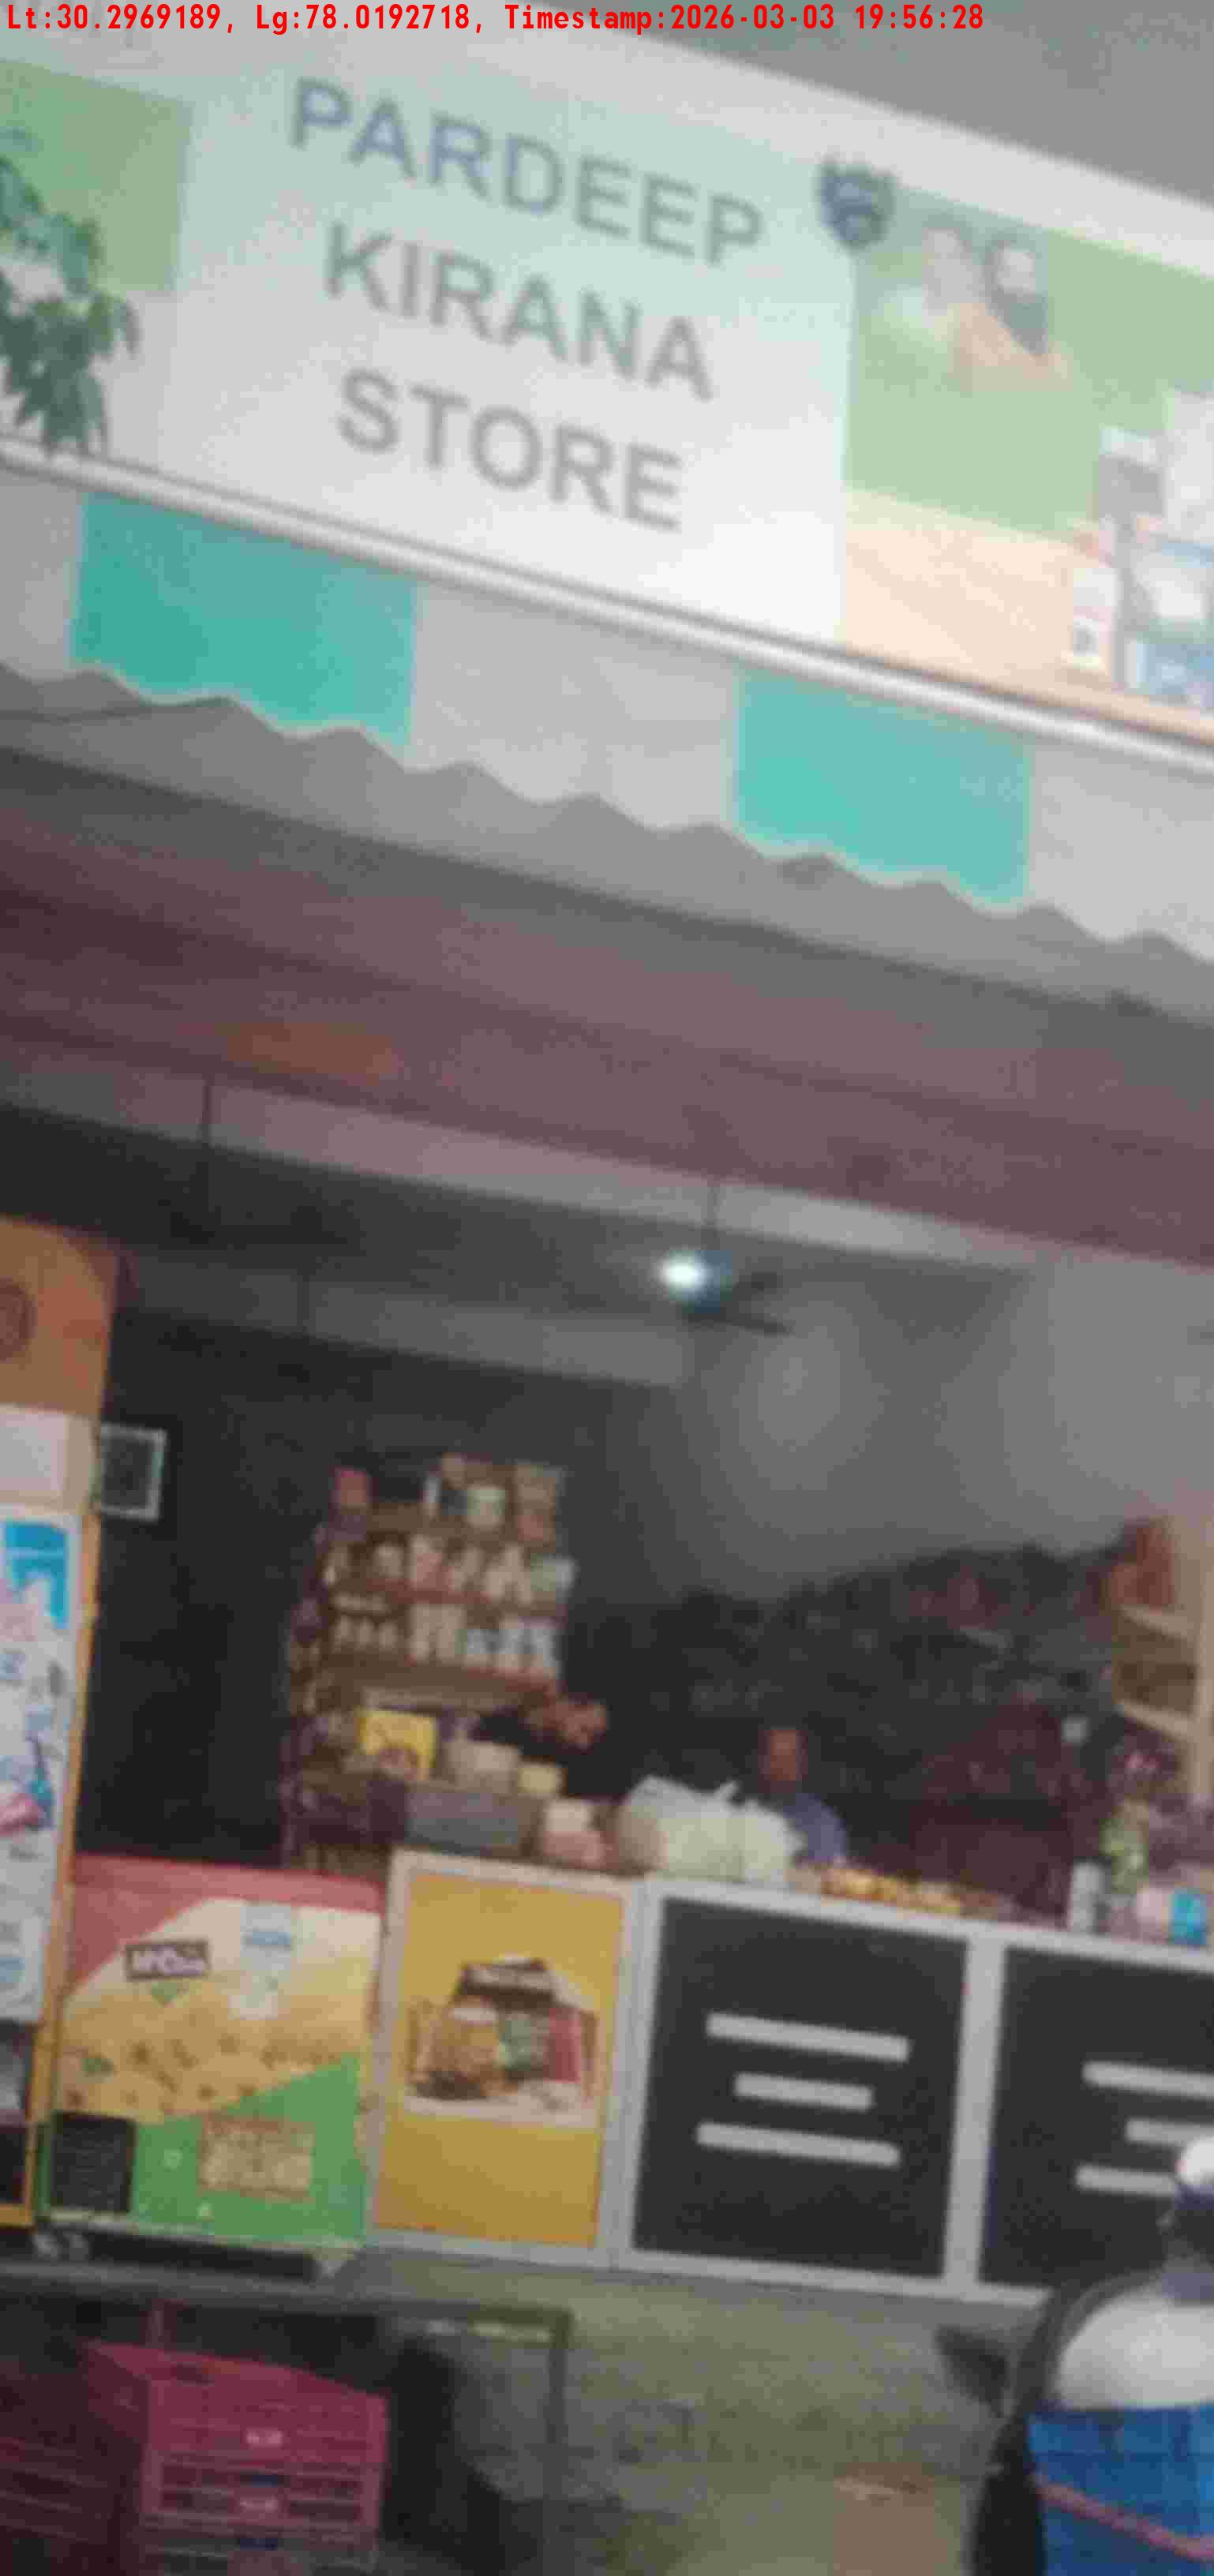 Lt:30.2969189, Lg:78.0192718, Timestamp:2026-03-03 19:56:28
PARDEEP
KIRANA
STORE